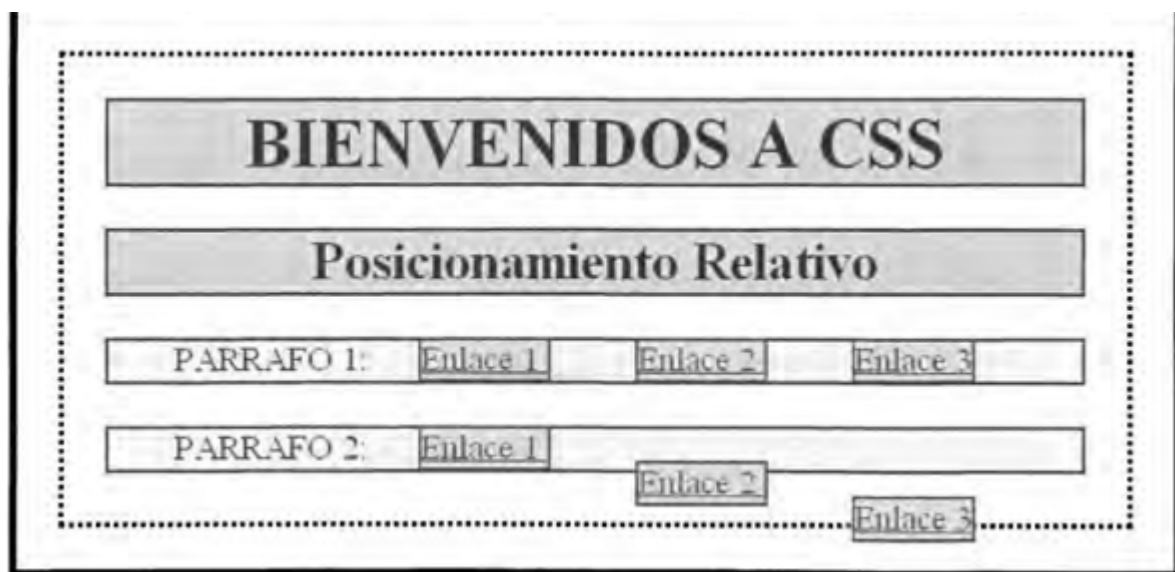 BIENVENIDOS A CSS
Posicionamiento Relativo
PARRAFO 1: Enlace 1 Enlace 2 Enlace 3
PARRAFO 2: Enlace 1
Enlace 2
Enlace 3